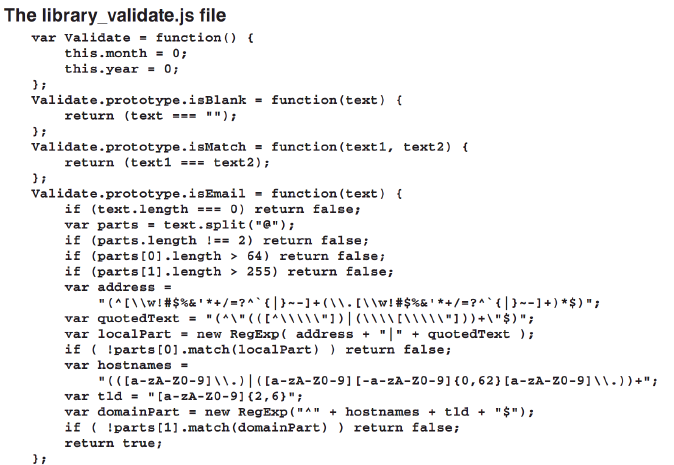 The library_validate.js file
var Validate = function() {
this.month = 0;
this.year = 0;
};
Validate.prototype.isBlank = function(text) {
return (text === "");
};
Validate.prototype.isMatch = function(text1, text2) {
return (text1 === text2);
};
Validate.prototype.isEmail = function(text) {
if (text.length === 0) return false;
var parts = text.split("@");
if (parts.length !== 2) return false;
if (parts[0].length > 64) return false;
if (parts[1].length > 255) return false;
var address =
"(^[\\w!#$%&'*+/=?^`{|}~-]+(\\.[\\w!#$%&'*+/=?^`{|}~-]+)*$)";
var quotedText = "(^\"(([^\\\\\"])|(\\\\[\\\\\"]))+\"$)";
var localPart = new RegExp( address + "|" + quotedText );
if ( !parts[0].match(localPart) ) return false;
var hostnames =
"(([a-zA-Z0-9]\\.)|([a-zA-Z0-9][-a-zA-Z0-9]{0,62}[a-zA-Z0-9]\\.))+";
var tld = "[a-zA-Z0-9]{2,6}";
var domainPart = new RegExp("^" + hostnames + tld + "$");
if ( !parts[1].match(domainPart) ) return false;
return true;
};